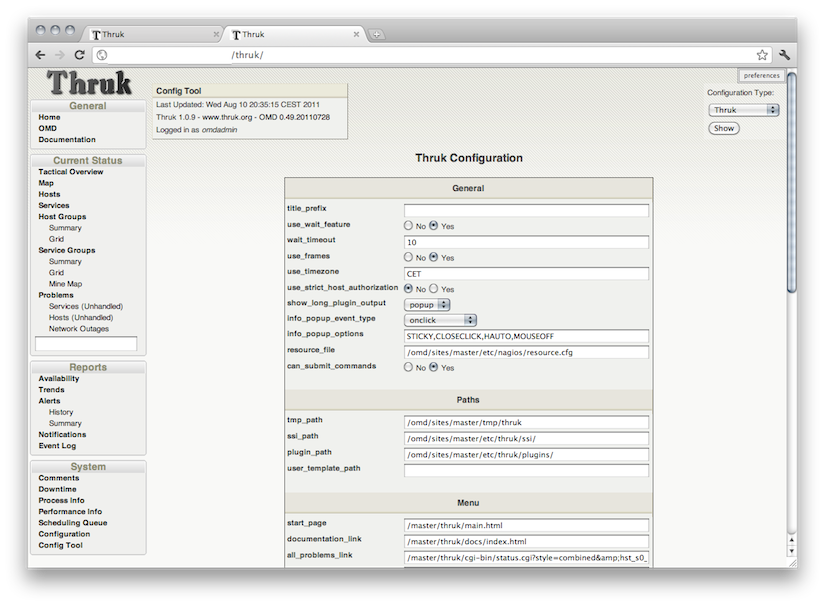 Thruk
Thruk
/thruk/
Thruk
General
Home
OMD
Documentation
Current Status
Tactical Overview
Map
Hosts
Services
Host Groups
Summary
Grid
Service Groups
Summary
Grid
Mine Map
Problems
Services (Unhandled)
Hosts (Unhandled)
Network Outages
Reports
Availability
Trends
Alerts
History
Summary
Notifications
Event Log
System
Comments
Downtime
Process Info
Performance Info
Scheduling Queue
Configuration
Config Tool
Config Tool
Last Updated: Wed Aug 10 20:35:15 CEST 2011
Thruk 1.0.9 - www.thruk.org - OMD 0.49.20110728
Logged in as omdadmin
preferences
Configuration Type:
Thruk
Show
Thruk Configuration
General
title_prefix
use_wait_feature No Yes
wait_timeout 10
use_frames No Yes
use_timezone CET
use_strict_host_authorization No Yes
show_long_plugin_output popup
info_popup_event_type onclick
info_popup_options STICKY,CLOSECLICK,HAUTO,MOUSEOFF
resource_file /omd/sites/master/etc/nagios/resource.cfg
can_submit_commands No Yes
Paths
tmp_path /omd/sites/master/tmp/thruk
ssi_path /omd/sites/master/etc/thruk/ssi/
plugin_path /omd/sites/master/etc/thruk/plugins/
user_template_path
Menu
start_page /master/thruk/main.html
documentation_link /master/thruk/docs/index.html
all_problems_link /master/thruk/cgi-bin/status.cgi?style=combined&amp;hst_s0_